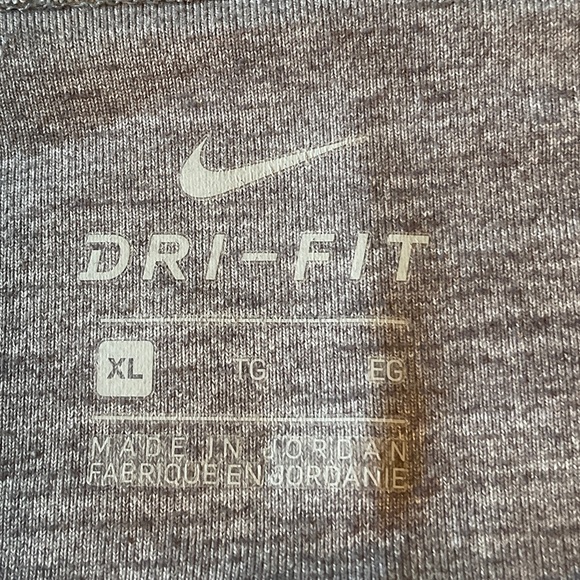 DRI-FIT
XL TG EG
MADE IN JORDAN
FABRIQUE EN JORDANIE